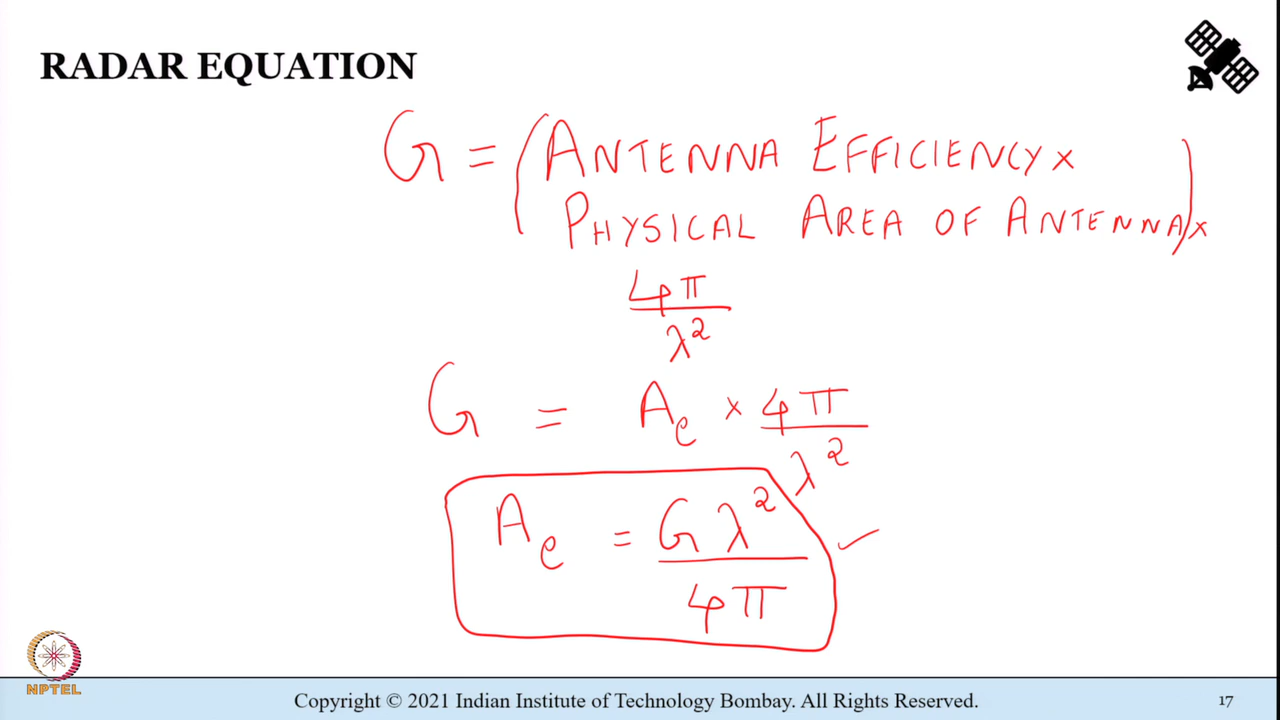 RADAR EQUATION
G = (ANTENNA EFFICIENCY x
PHYSICAL AREA OF ANTENNA) x
4π
λ²
G = Ae x 4π
λ²
Ae = Gλ²
4π
NPTEL
Copyright © 2021 Indian Institute of Technology Bombay. All Rights Reserved.
17